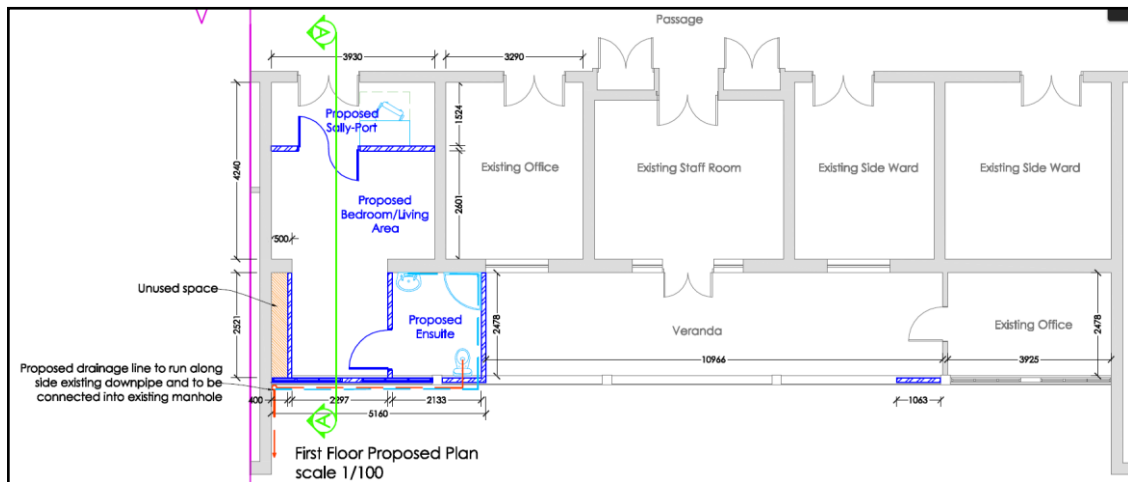 Passage
A
3930
3290
Proposed
Sally-Port
1524
4240
Existing Office
Existing Staff Room
Existing Side Ward
Existing Side Ward
Proposed
Bedroom/Living
Area
2601
500
Unused space
2521
Proposed
Ensuite
2478
Veranda
Existing Office
2478
10966
3925
Proposed drainage line to run along
side existing downpipe and to be
connected into existing manhole
400
2297
2133
1063
5160
A
First Floor Proposed Plan
scale 1/100